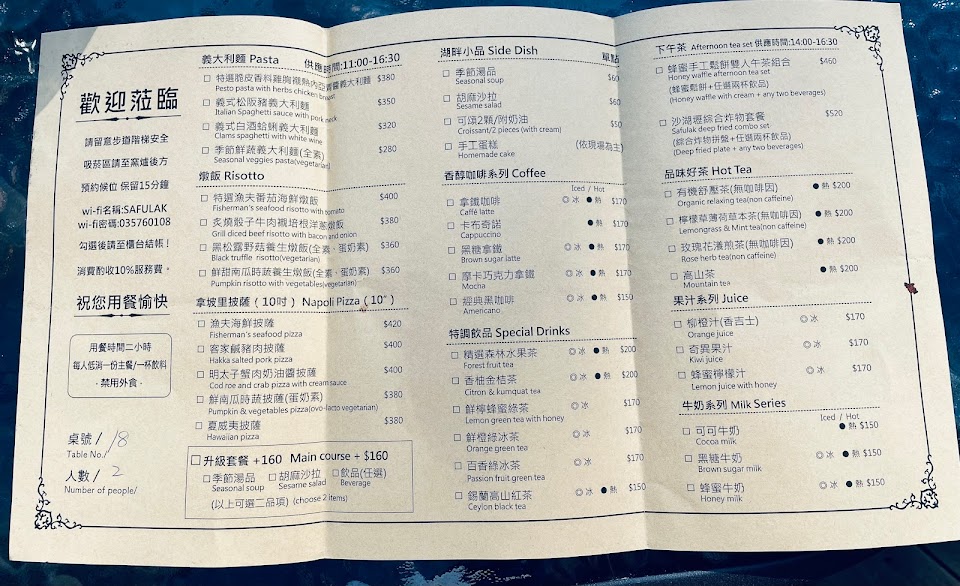 歡迎蒞臨
請留意步道階梯安全
吸菸區請至窯爐後方
預約候位 保留15分鐘
wi-fi名稱:SAFULAK
wi-fi密碼:035760108
勾選後請至櫃台結帳！
消費酌收10%服務費。
祝您用餐愉快
用餐時間二小時
每人低消一份主餐/一杯飲料
·禁用外食·
桌號 / 18
Table No./
人數 / 2
Number of people/
義大利麵 Pasta 供應時間:11:00-16:30
□ 特選脆皮香料雞胸襯熱內亞青醬義大利麵 $380
Pesto pasta with herbs chicken breast
□ 義式松阪豬義大利麵 $350
Italian Spaghetti sauce with pork neck
□ 義式白酒蛤蜊義大利麵 $320
Clams spaghetti with white wine
□ 季節鮮蔬義大利麵(全素) $280
Seasonal veggies pasta(vegetarian)
燉飯 Risotto
□ 特選漁夫番茄海鮮燉飯 $400
Fisherman's seafood risotto with tomato
□ 炙燒骰子牛肉襯培根洋蔥燉飯 $380
Grill diced beef risotto with bacon and onion
□ 黑松露野菇養生燉飯(全素、蛋奶素) $360
Black truffle risotto(vegetarian)
□ 鮮甜南瓜時蔬養生燉飯(全素、蛋奶素) $360
Pumpkin risotto with vegetables(vegetarian)
拿坡里披薩（10吋）Napoli Pizza ( 10" )
□ 漁夫海鮮披薩 $420
Fisherman's seafood pizza
□ 客家鹹豬肉披薩 $400
Hakka salted pork pizza
□ 明太子蟹肉奶油醬披薩 $400
Cod roe and crab pizza with cream sauce
□ 鮮南瓜時蔬披薩(蛋奶素) $380
Pumpkin & vegetables pizza(ovo-lacto vegetarian)
□ 夏威夷披薩 $380
Hawaiian pizza
□ 升級套餐 +160 Main course + $160
□季節湯品 □胡麻沙拉 □飲品(任選)
Seasonal soup Sesame salad Beverage
(以上可選二品項) (choose 2 items)
湖畔小品 Side Dish 單點
□ 季節湯品 $60
Seasonal soup
□ 胡麻沙拉 $60
Sesame salad
□ 可頌2顆/附奶油 $50
Croissant/2 pieces (with cream)
□ 手工蛋糕 (依現場為主)
Homemade cake
香醇咖啡系列 Coffee
Iced / Hot
□ 拿鐵咖啡 ◎ 冰 ● 熱 $170
Caffé latte
□ 卡布奇諾 ● 熱 $170
Cappuccino
□ 黑糖拿鐵 ◎ 冰 ● 熱 $170
Brown sugar latte
□ 摩卡巧克力拿鐵 ◎ 冰 ● 熱 $170
Mocha
□ 經典黑咖啡 ◎ 冰 ● 熱 $150
Americano
特調飲品 Special Drinks
□ 精選森林水果茶 ◎ 冰 ● 熱 $200
Forest fruit tea
□ 香柚金桔茶 ◎ 冰 ● 熱 $170
Citron & kumquat tea
□ 鮮檸蜂蜜綠茶 ◎ 冰 $170
Lemon green tea with honey
□ 鮮橙綠冰茶 ◎ 冰 $170
Orange green tea
□ 百香綠冰茶 ◎ 冰 $170
Passion fruit green tea
□ 錫蘭高山紅茶 ◎ 冰 ● 熱 $150
Ceylon black tea
下午茶 Afternoon tea set 供應時間:14:00-16:30
□ 蜂蜜手工鬆餅雙人午茶組合 $460
Honey waffle afternoon tea set
(蜂蜜鬆餅+任選兩杯飲品)
(Honey waffle with cream + any two beverages)
□ 沙湖壢綜合炸物套餐 $520
Safulak deep fried combo set
(綜合炸物拼盤+任選兩杯飲品)
(Deep fried plate + any two beverages)
品味好茶 Hot Tea
□ 有機舒壓茶(無咖啡因) ● 熱 $200
Organic relaxing tea(non caffeine)
□ 檸檬草薄荷草本茶(無咖啡因) ● 熱 $200
Lemongrass & Mint tea(non caffeine)
□ 玫瑰花漾煎茶(無咖啡因) ● 熱 $200
Rose herb tea(non caffeine)
□ 高山茶 ● 熱 $200
Mountain tea
果汁系列 Juice
□ 柳橙汁(香吉士) ◎ 冰 $170
Orange juice
□ 奇異果汁 ◎ 冰 $170
Kiwi juice
□ 蜂蜜檸檬汁 ◎ 冰 $170
Lemon juice with honey
牛奶系列 Milk Series
Iced / Hot
□ 可可牛奶 ● 熱 $150
Cocoa milk
□ 黑糖牛奶 ◎ 冰 ● 熱 $150
Brown sugar milk
□ 蜂蜜牛奶 ◎ 冰 ● 熱 $150
Honey milk